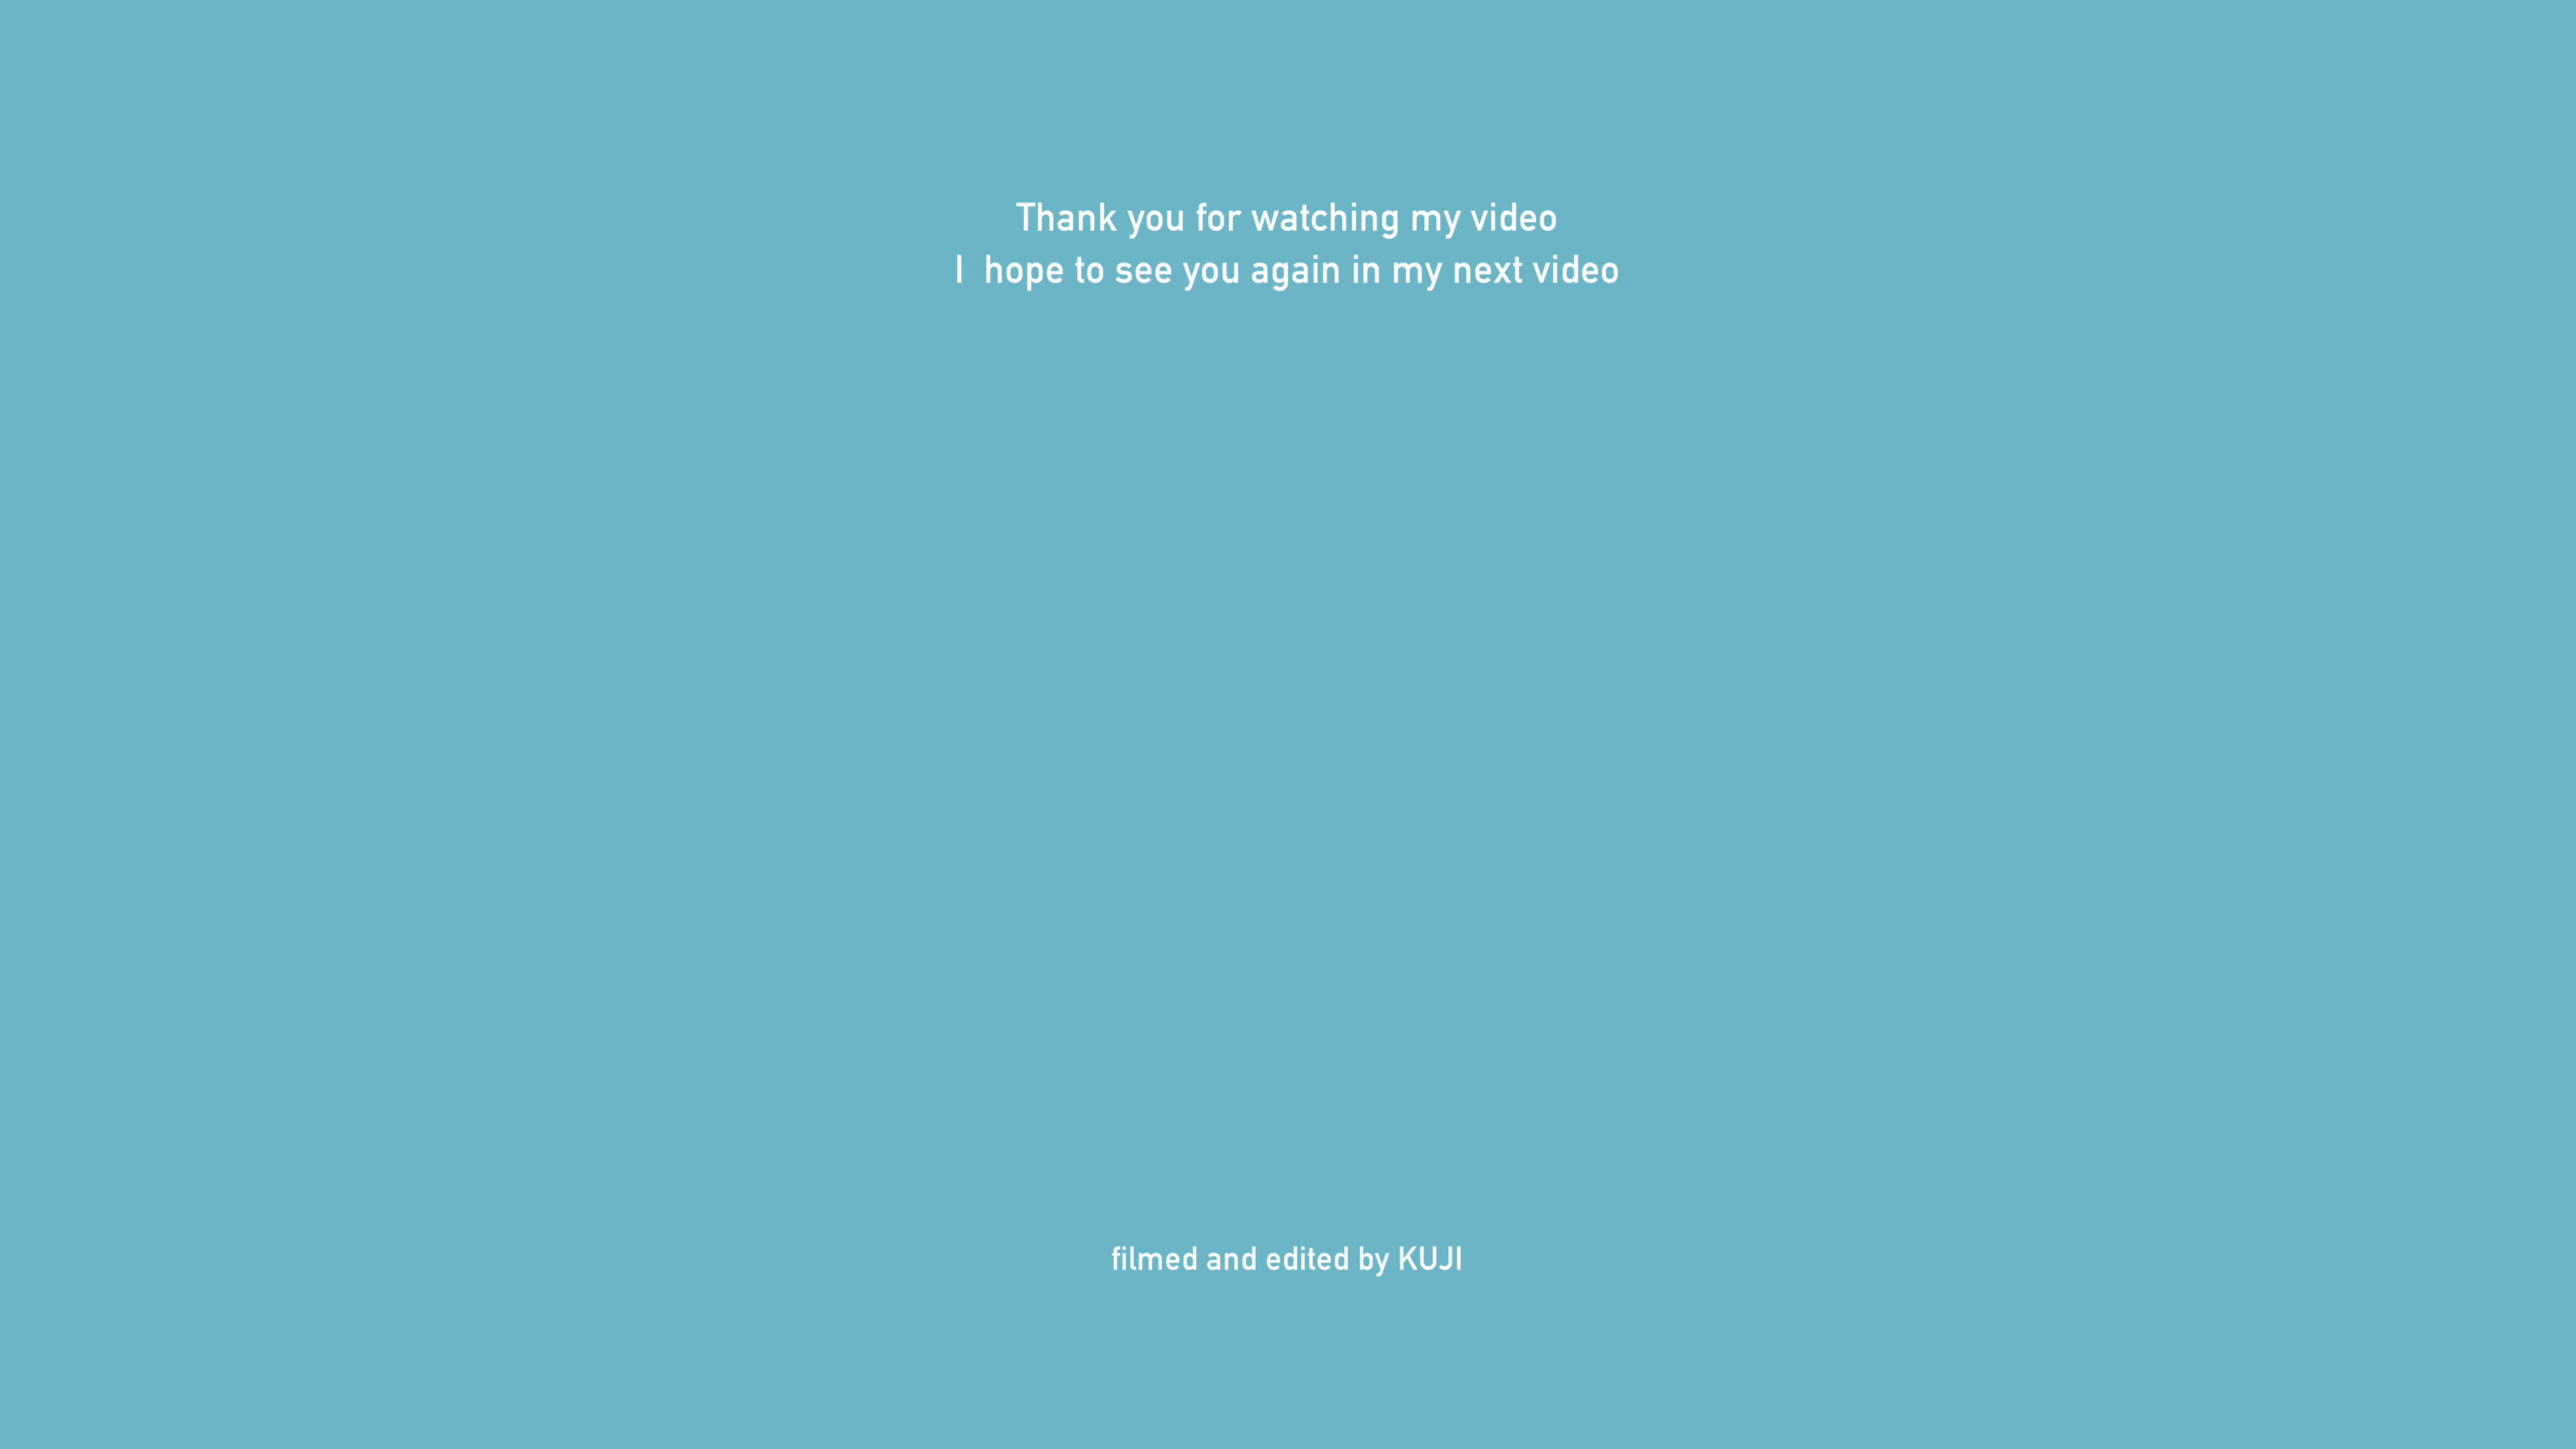 Thank you for watching my video
I  hope to see you again in my next video
filmed and edited by KUJI